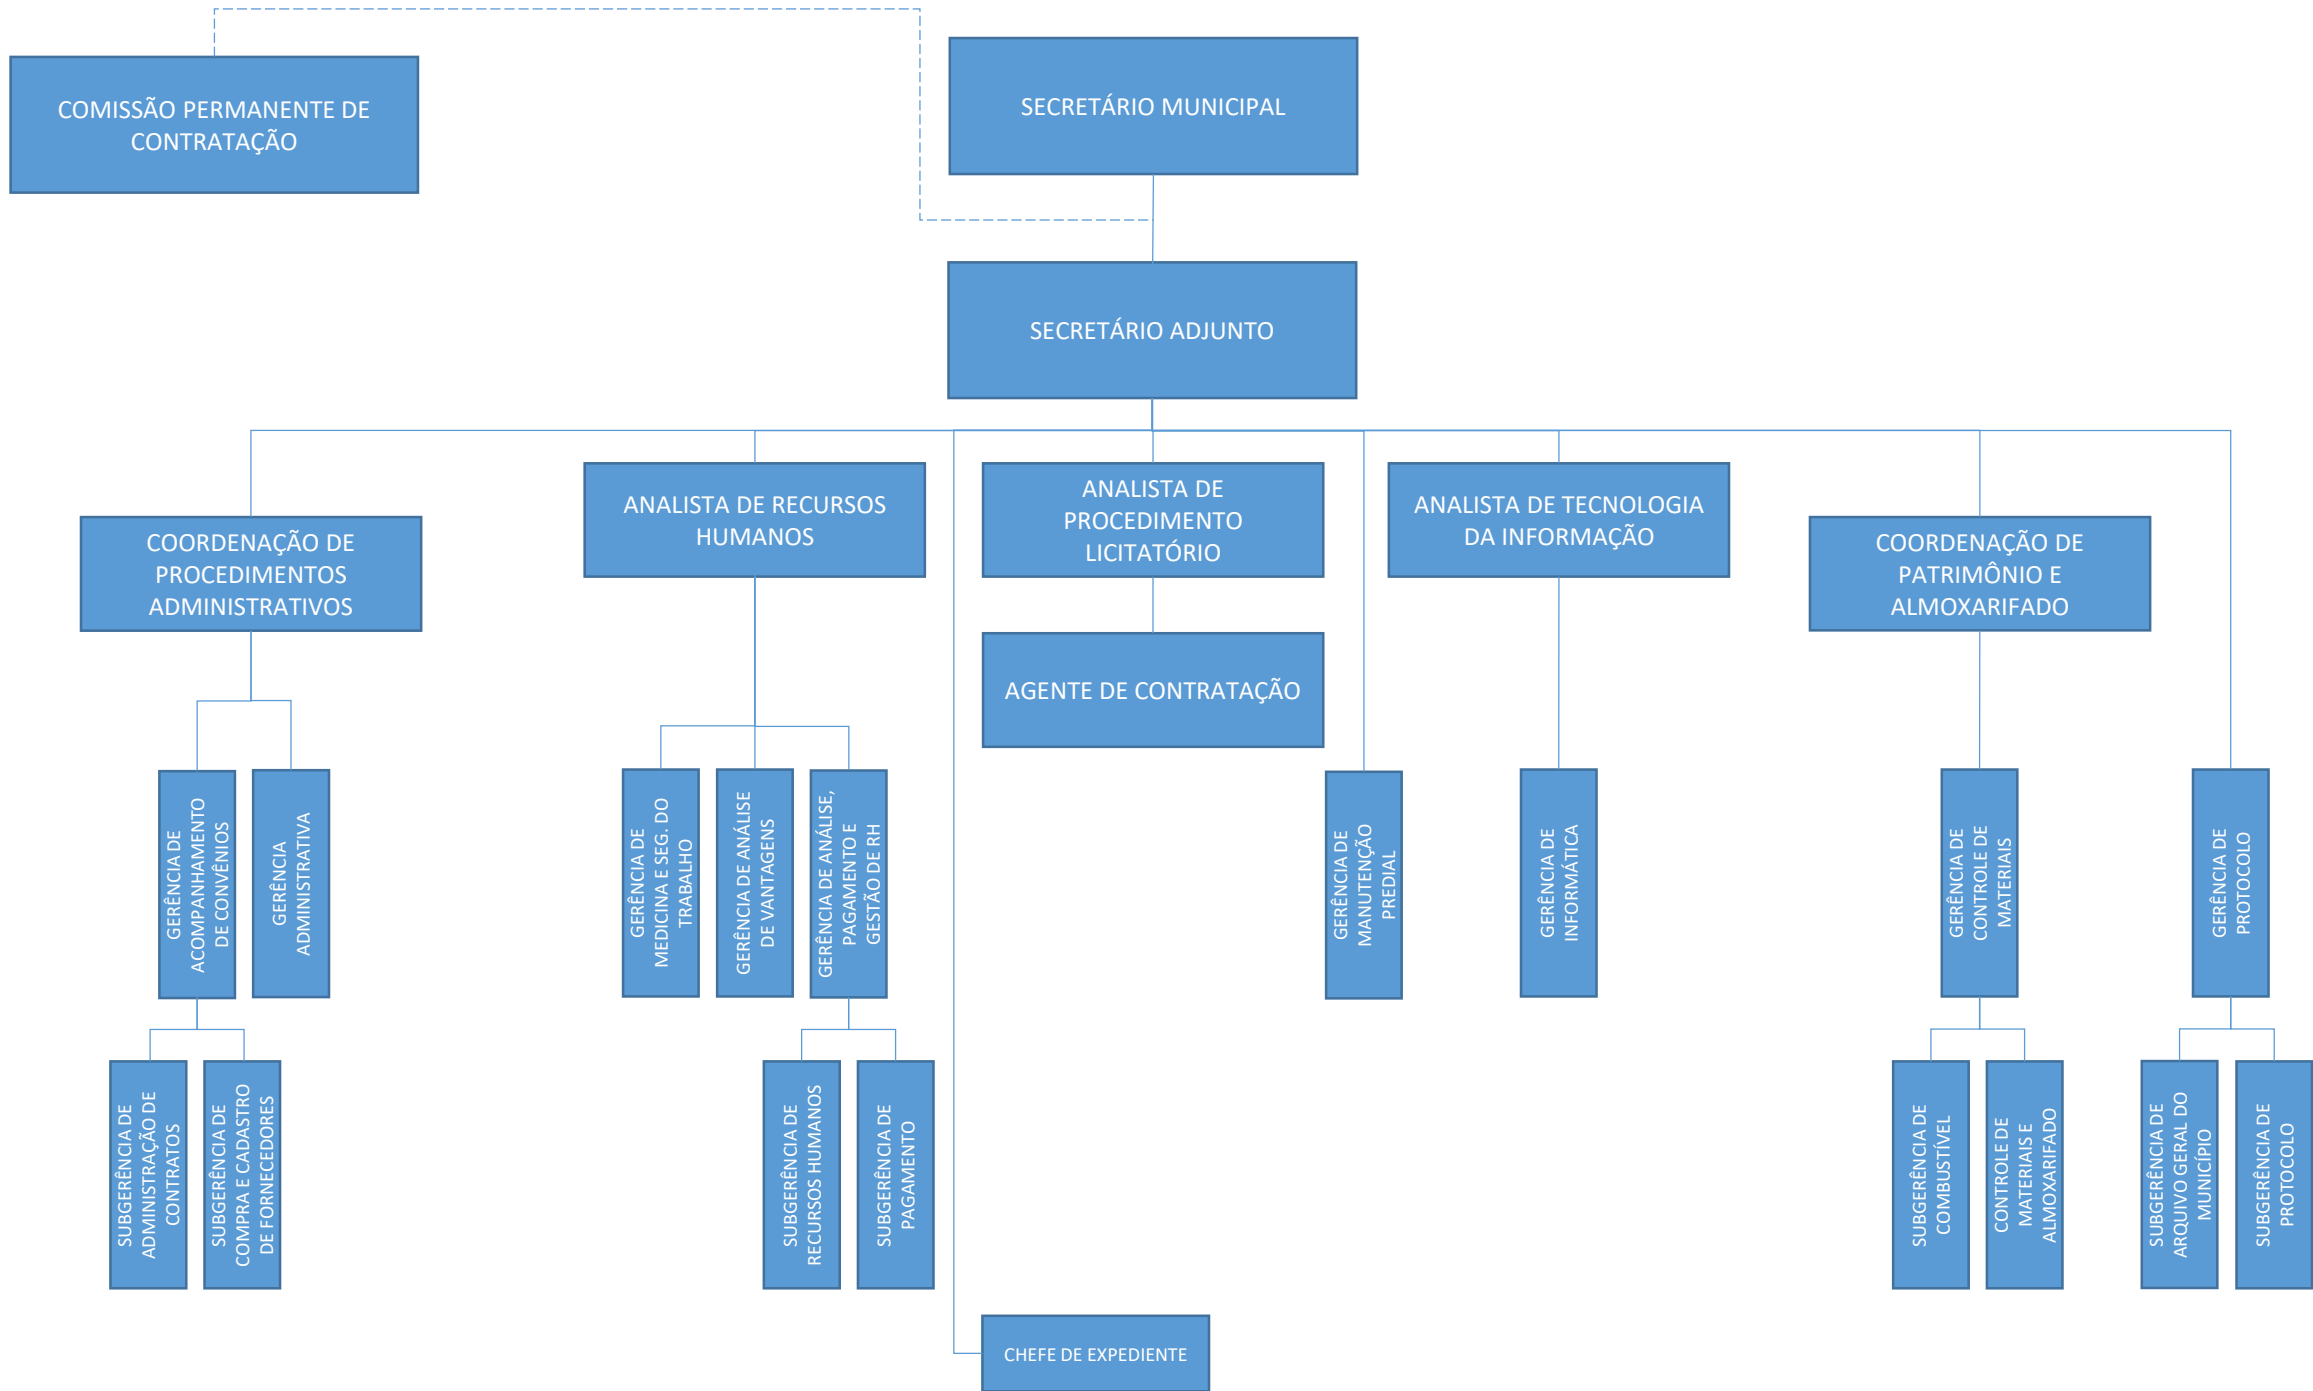 COMISSÃO PERMANENTE DE
CONTRATAÇÃO
SECRETÁRIO MUNICIPAL
SECRETÁRIO ADJUNTO
COORDENAÇÃO DE
PROCEDIMENTOS
ADMINISTRATIVOS
ANALISTA DE RECURSOS
HUMANOS
ANALISTA DE
PROCEDIMENTO
LICITATÓRIO
ANALISTA DE TECNOLOGIA
DA INFORMAÇÃO
COORDENAÇÃO DE
PATRIMÔNIO E
ALMOXARIFADO
AGENTE DE CONTRATAÇÃO
GERÊNCIA DE
ACOMPANHAMENTO
DE CONVÊNIOS
GERÊNCIA
ADMINISTRATIVA
GERÊNCIA DE
MEDICINA E SEG. DO
TRABALHO
GERÊNCIA DE ANÁLISE
DE VANTAGENS
GERÊNCIA DE ANÁLISE,
PAGAMENTO E
GESTÃO DE RH
GERÊNCIA DE
MANUTENÇÃO
PREDIAL
GERÊNCIA DE
INFORMÁTICA
GERÊNCIA DE
CONTROLE DE
MATERIAIS
GERÊNCIA DE
PROTOCOLO
SUBGERÊNCIA DE
ADMINISTRAÇÃO DE
CONTRATOS
SUBGERÊNCIA DE
COMPRA E CADASTRO
DE FORNECEDORES
SUBGERÊNCIA DE
RECURSOS HUMANOS
SUBGERÊNCIA DE
PAGAMENTO
SUBGERÊNCIA DE
COMBUSTÍVEL
CONTROLE DE
MATERIAIS E
ALMOXARIFADO
SUBGERÊNCIA DE
ARQUIVO GERAL DO
MUNICÍPIO
SUBGERÊNCIA DE
PROTOCOLO
CHEFE DE EXPEDIENTE